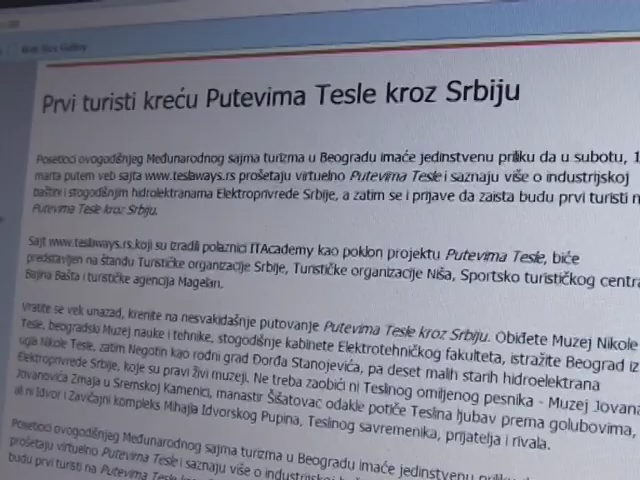 Prvi turisti kreću Putevima Tesle kroz Srbiju
Posetioci ovogodišnjeg Međunarodnog sajma turizma u Beogradu imaće jedinstvenu priliku da u subotu, 1
marta putem veb sajta www.teslaways.rs prošetaju virtuelno Putevima Tesle i saznaju više o industrijskoj
baštini i stogodišnjim hidrolektranama Elektroprivrede Srbije, a zatim se i prijave da zaista budu prvi turisti n
Putevima Tesle kroz Srbiju.
Sajt www.teslaways.rs,koji su izradili polaznici ITAcademy kao poklon projektu Putevima Tesle, biće
predstavljen na štandu Turističke organizacije Srbije, Turističke organizacije Niša, Sportsko turističkog centra
Bajina Bašta i turističke agencija Magelan.
Vratite se vek unazad, krenite na nesvakidašnje putovanje Putevima Tesle kroz Srbiju. Obiđete Muzej Nikole
Tesle, beogradski Muzej nauke i tehnike, stogodišnje kabinete Elektrotehničkog fakulteta, istražite Beograd iz
ugla Nikole Tesle, zatim Negotin kao rodni grad Đorđa Stanojevića, pa deset malih starih hidroelektrana
Elektroprivrede Srbije, koje su pravi živi muzeji. Ne treba zaobići ni Teslinog omiljenog pesnika - Muzej Jovana
Jovanovića Zmaja u Sremskoj Kamenici, manastir Šišatovac odakle potiče Teslina ljubav prema golubovima,
ali ni Idvor i Zavičajni kompleks Mihajla Idvorskog Pupina, Teslinog savremenika, prijatelja i rivala.
Posetioci ovogodišnjeg Međunarodnog sajma turizma u Beogradu imaće jedinstvenu priliku
prošetaju virtuelno Putevima Tesle i saznaju više o industrijskoj
budu prvi turisti na Putevima Tesle kroz